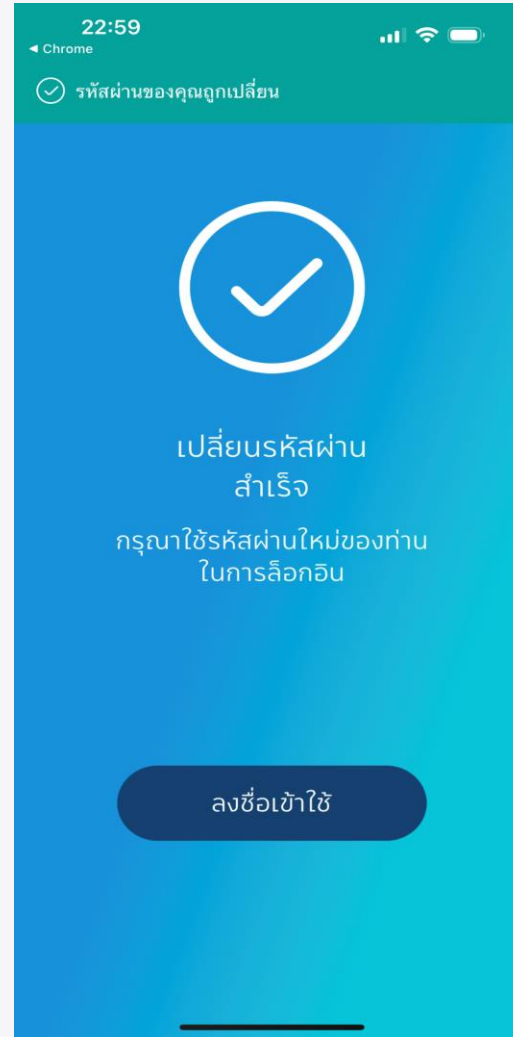 22:59
◄ Chrome
รหัสผ่านของคุณถูกเปลี่ยน
เปลี่ยนรหัสผ่าน
สำเร็จ
กรุณาใช้รหัสผ่านใหม่ของท่าน
ในการล็อกอิน
ลงชื่อเข้าใช้